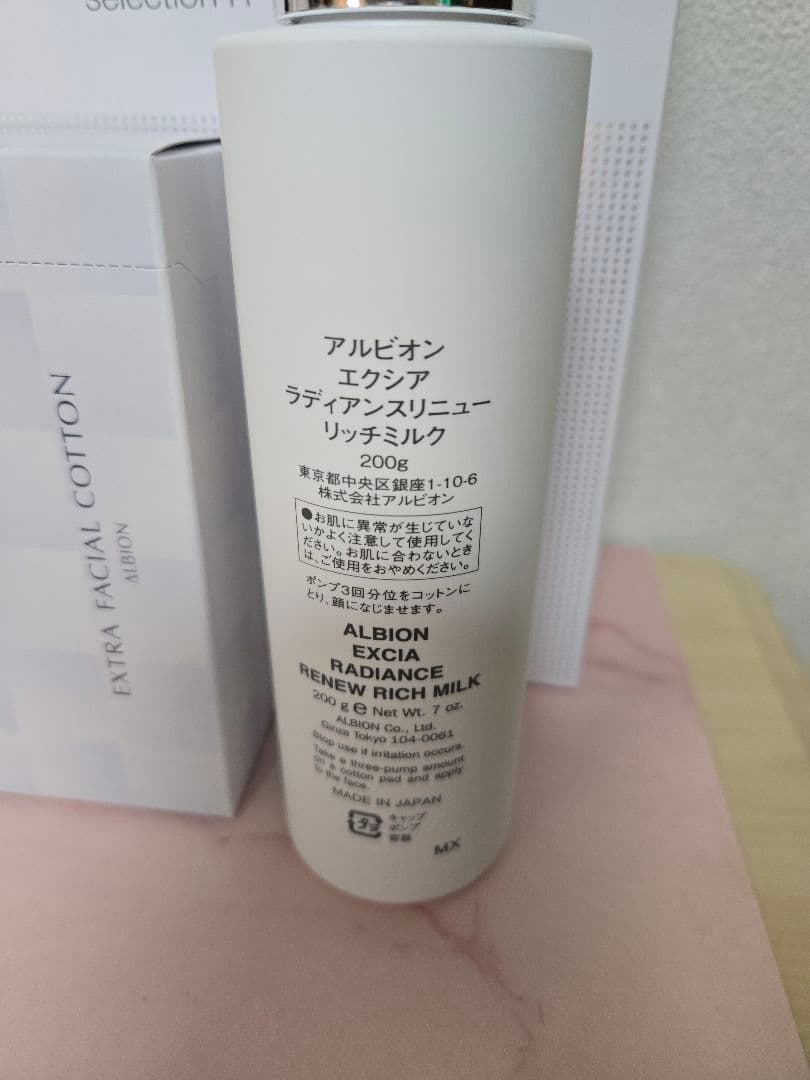 selection
EXTRA FACIAL COTTON
ALBION
アルビオン
エクシア
ラディアンスリニュー
リッチミルク
200g
東京都中央区銀座1-10-6
株式会社アルビオン
●お肌に異常が生じていな
いかよく注意して使用してく
ださい。お肌に合わないとき
は、ご使用をおやめください。
ポンプ3回分位をコットンに
とり、顔になじませます。
ALBION
EXCIA
RADIANCE
RENEW RICH MILK
200 g e Net Wt. 7 oz.
ALBION Co., Ltd.
Ginza Tokyo 104-0061
Stop use if irritation occurs.
Take a three-pump amount
on a cotton pad and apply
to the face.
MADE IN JAPAN
プラ
キャップ
ポンプ
容器
MX